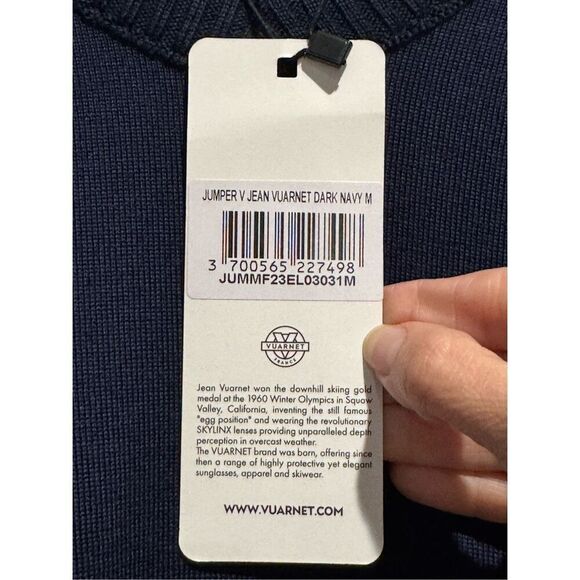 JUMPER V JEAN VUARNET DARK NAVY M
3 700565 227498
JUMMF23EL03031M
VUARNET
FRANCE
Jean Vuarnet won the downhill skiing gold
medal at the 1960 Winter Olympics in Squaw
Valley, California, inventing the still famous
"egg position" and wearing the revolutionary
SKYLINX lenses providing unparalleled depth
perception in overcast weather.
The VUARNET brand was born, offering since
then a range of highly protective yet elegant
sunglasses, apparel and skiwear.
WWW.VUARNET.COM